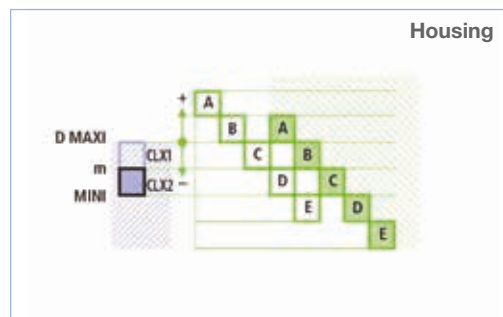 Housing
+
A
B A
D MAXI
CLX1 C B
m
CLX2 − D C
MINI
E D
E